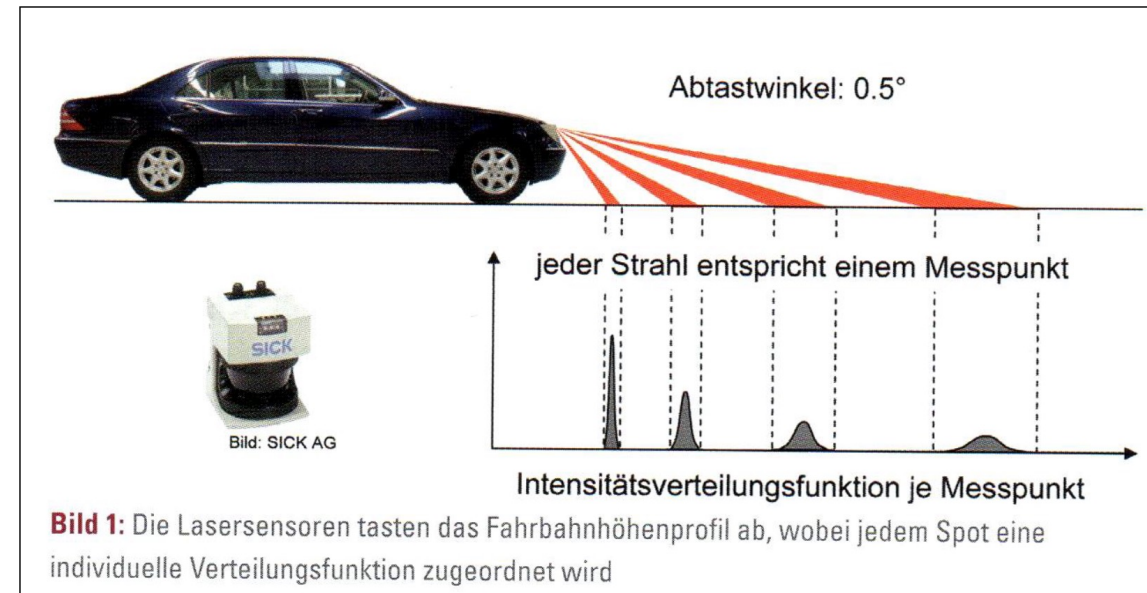 Abtastwinkel: 0.5°
jeder Strahl entspricht einem Messpunkt
SICK
Bild: SICK AG
Intensitätsverteilungsfunktion je Messpunkt
Bild 1: Die Lasersensoren tasten das Fahrbahnhöhenprofil ab, wobei jedem Spot eine
individuelle Verteilungsfunktion zugeordnet wird